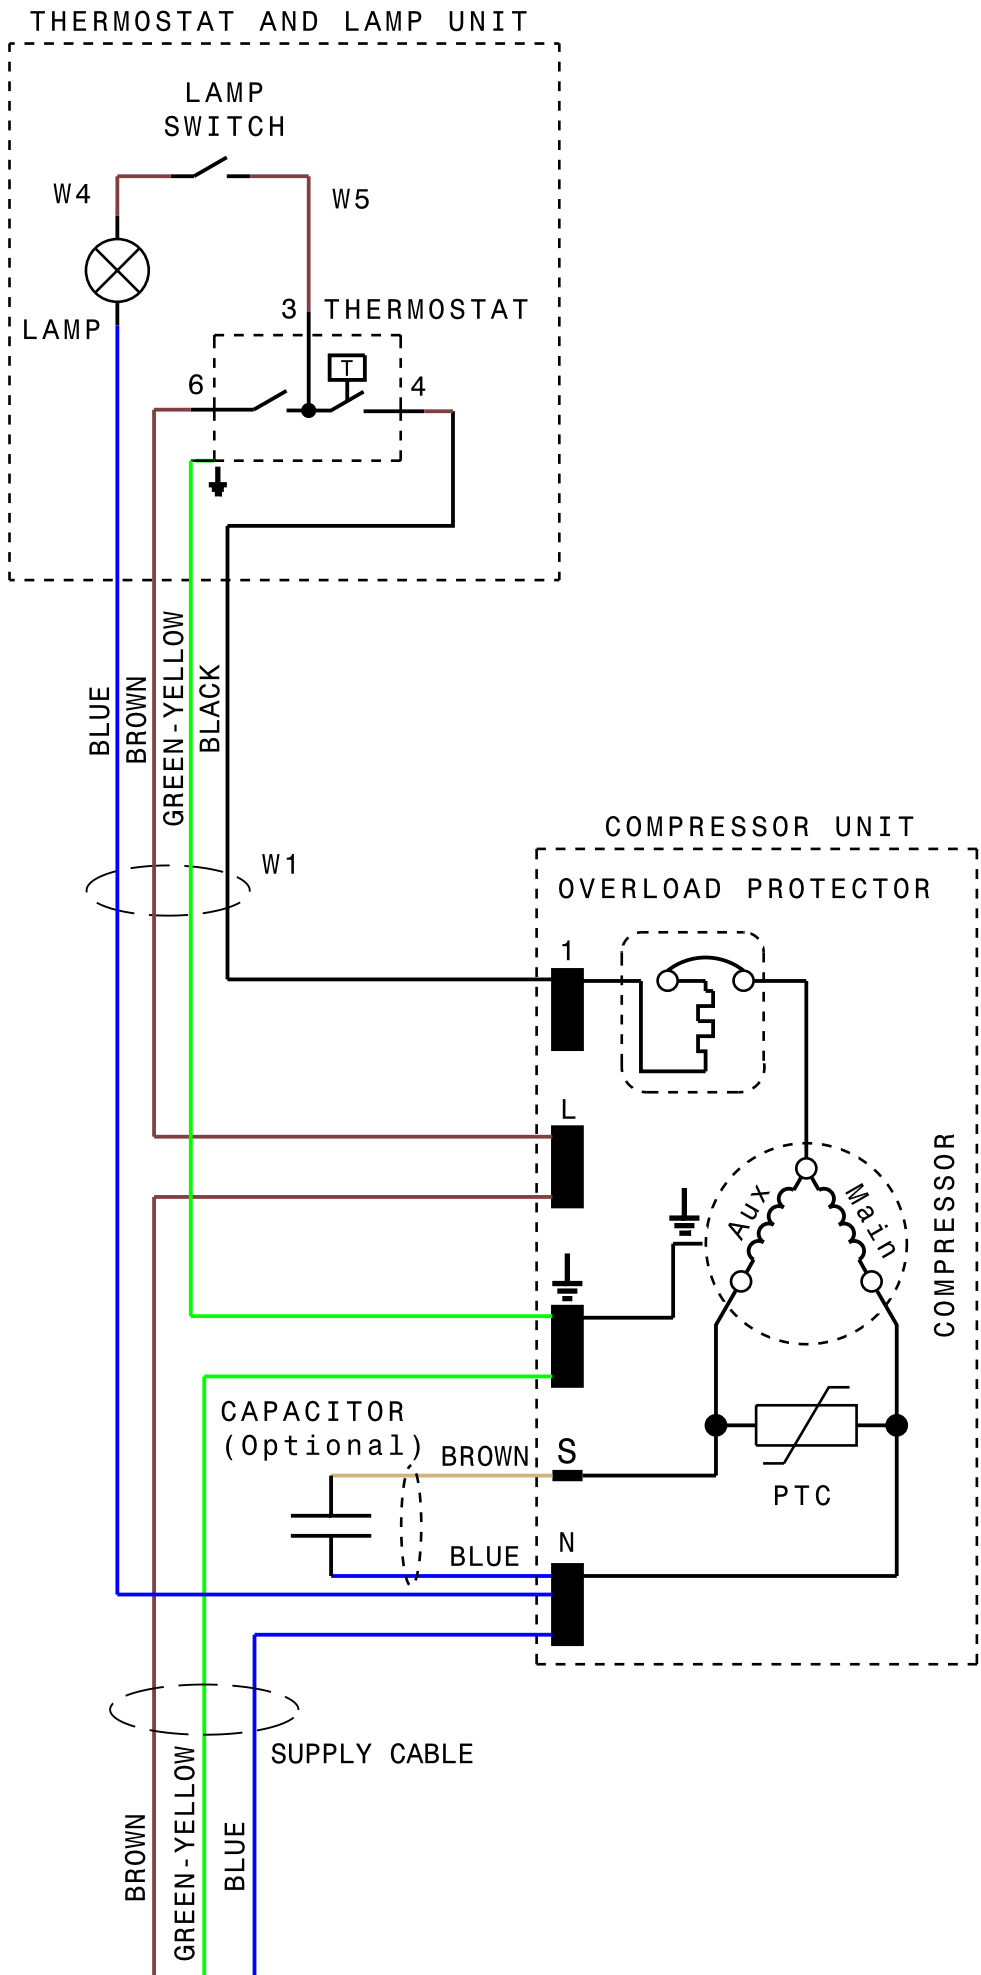 THERMOSTAT AND LAMP UNIT
LAMP
SWITCH
W4
W5
LAMP
3
THERMOSTAT
T
6
4
BLUE
BROWN
GREEN-YELLOW
BLACK
W1
COMPRESSOR UNIT
OVERLOAD PROTECTOR
1
L
Aux
Main
COMPRESSOR
CAPACITOR
(Optional)
BROWN
S
PTC
BLUE
N
SUPPLY CABLE
BROWN
GREEN-YELLOW
BLUE